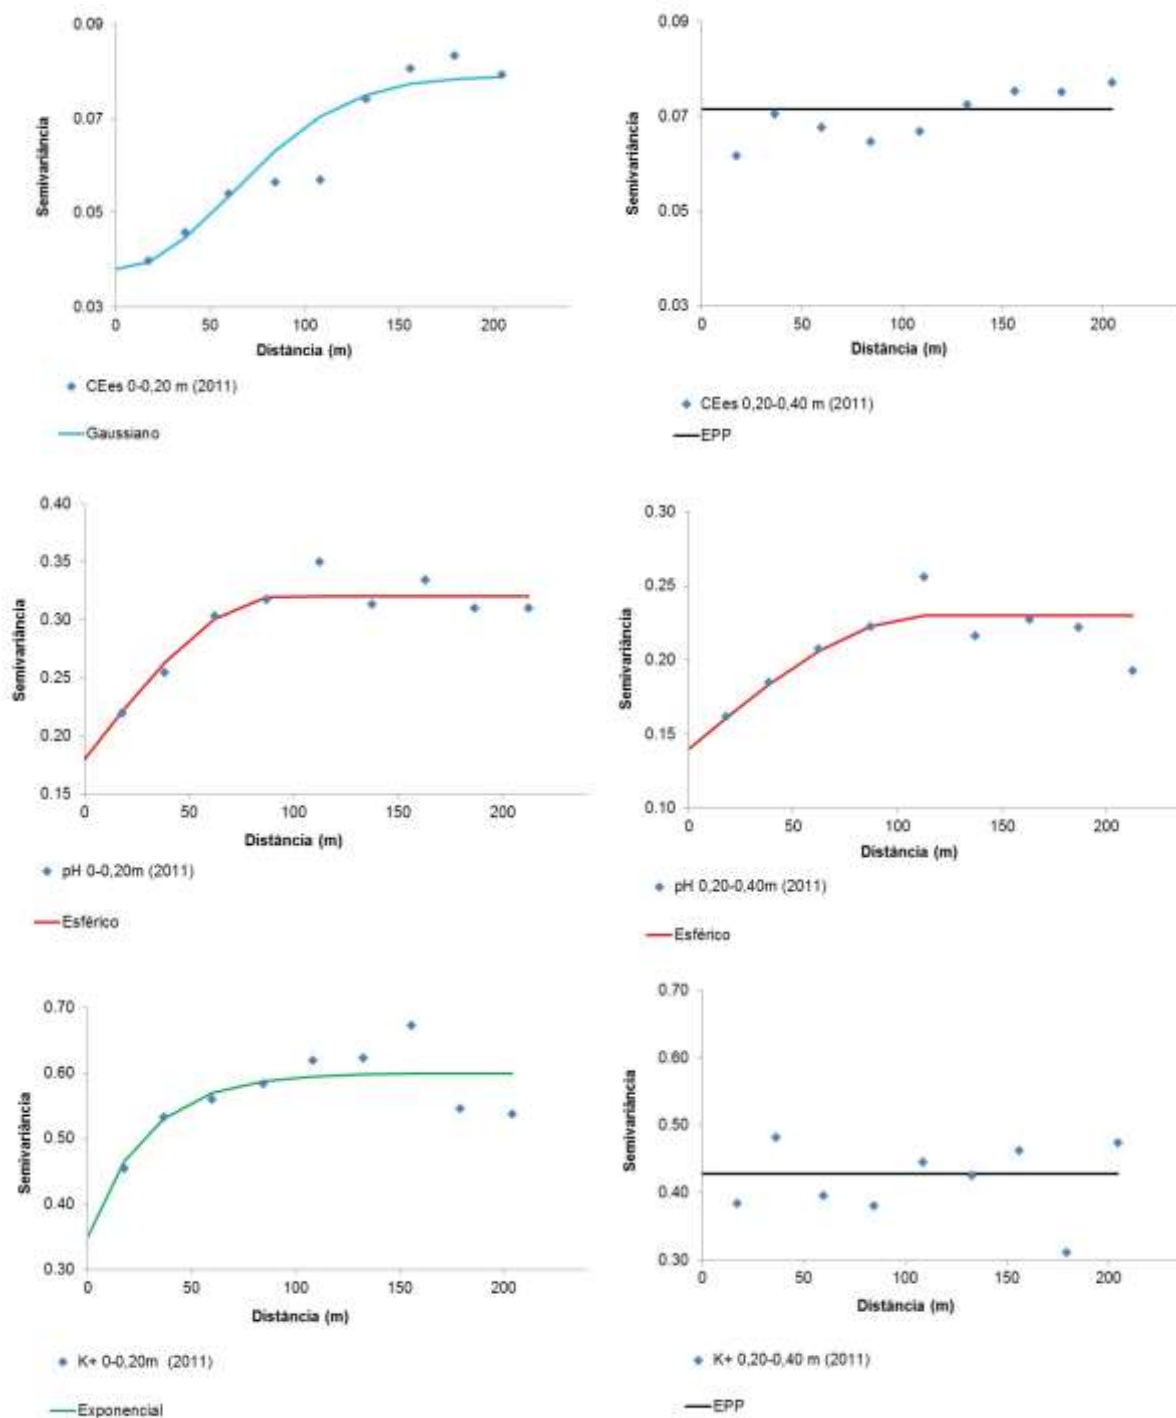 0.09
0.07
0.05
0.03
Semivariância
0 50 100 150 200
Distância (m)
CEes 0-0,20 m (2011)
Gaussiano
0.09
0.07
0.05
0.03
Semivariância
0 50 100 150 200
Distância (m)
CEes 0,20-0,40 m (2011)
EPP
0.40
0.35
0.30
0.25
0.20
0.15
Semivariância
0 50 100 150 200
Distância (m)
pH 0-0,20m (2011)
Esférico
0.30
0.25
0.20
0.15
0.10
Semivariância
0 50 100 150 200
Distância (m)
pH 0,20-0,40m (2011)
Esférico
0.70
0.60
0.50
0.40
0.30
Semivariância
0 50 100 150 200
Distância (m)
K+ 0-0,20m (2011)
Exponencial
0.70
0.60
0.50
0.40
0.30
Semivariância
0 50 100 150 200
Distância (m)
K+ 0,20-0,40 m (2011)
EPP